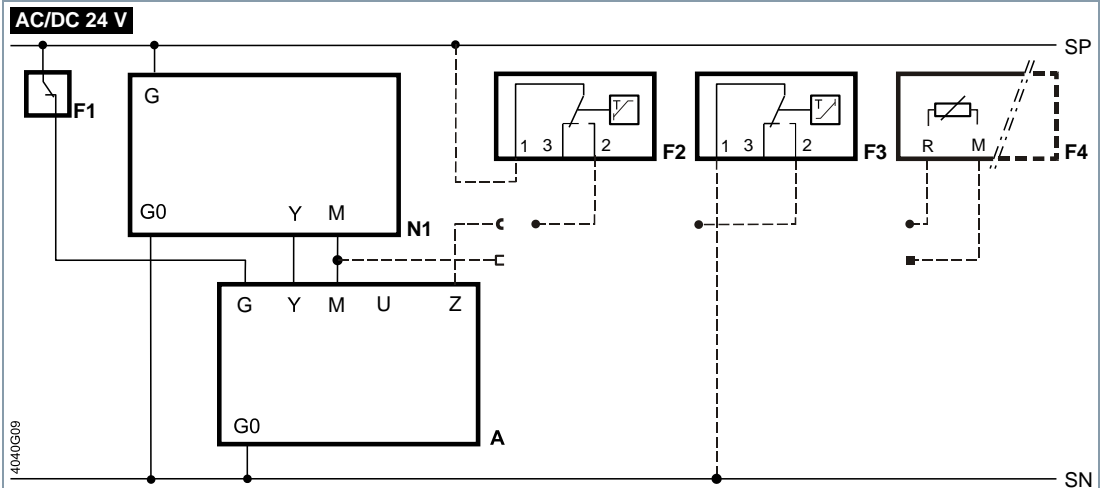 AC/DC 24 V
SP
F1
G
G0 Y M
N1
T
1 3 2
F2
T
1 3 2
F3
R M
F4
G Y M U Z
G0
A
4040G09
SN